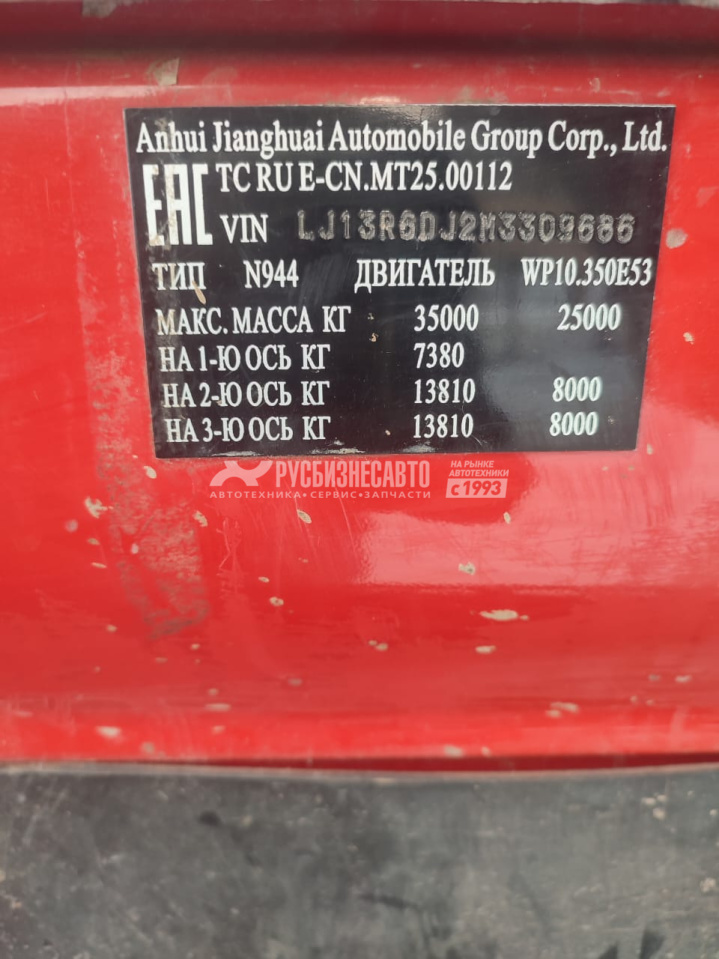 Anhui Jianghuai Automobile Group Corp., Ltd.
EAC TC RU E-CN.MT25.00112
VIN LJ13R6DJ2M3309686
ТИП N944 ДВИГАТЕЛЬ WP10.350E53
МАКС. МАССА КГ 35000 25000
НА 1-Ю ОСЬ КГ 7380
НА 2-Ю ОСЬ КГ 13810 8000
НА 3-Ю ОСЬ КГ 13810 8000
РУСБИЗНЕСАВТО
АВТОТЕХНИКА • СЕРВИС • ЗАПЧАСТИ
НА РЫНКЕ
АВТОТЕХНИКИ
с 1993